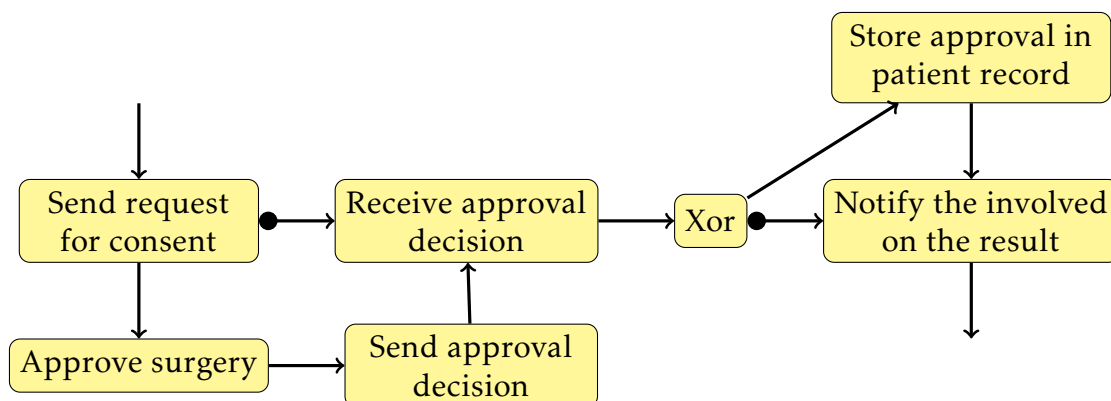 Store approval in
patient record
Send request
for consent
Receive approval
decision
Xor
Notify the involved
on the result
Approve surgery
Send approval
decision